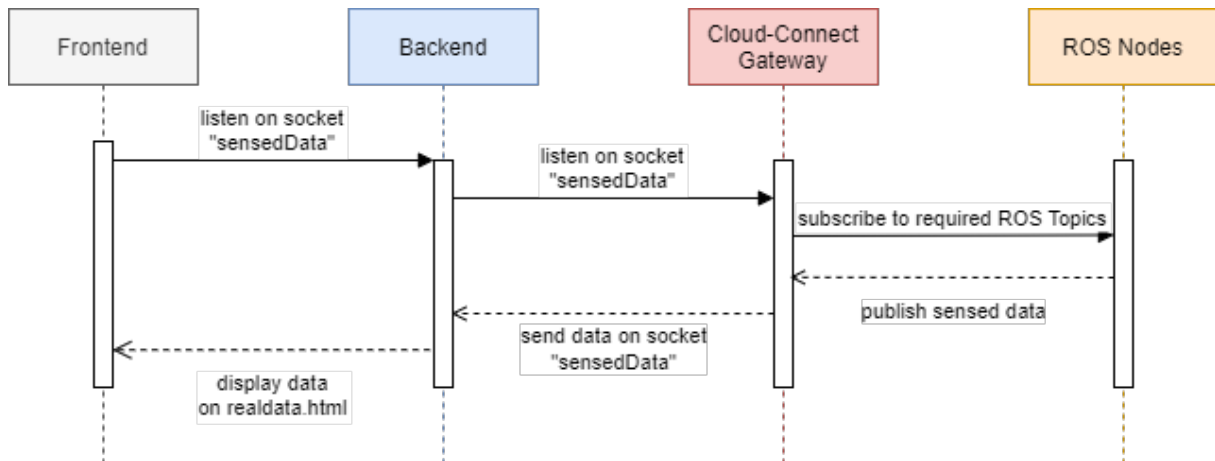 Frontend
Backend
Cloud-Connect
Gateway
ROS Nodes
listen on socket
"sensedData"
listen on socket
"sensedData"
subscribe to required ROS Topics
publish sensed data
send data on socket
"sensedData"
display data
on realdata.html